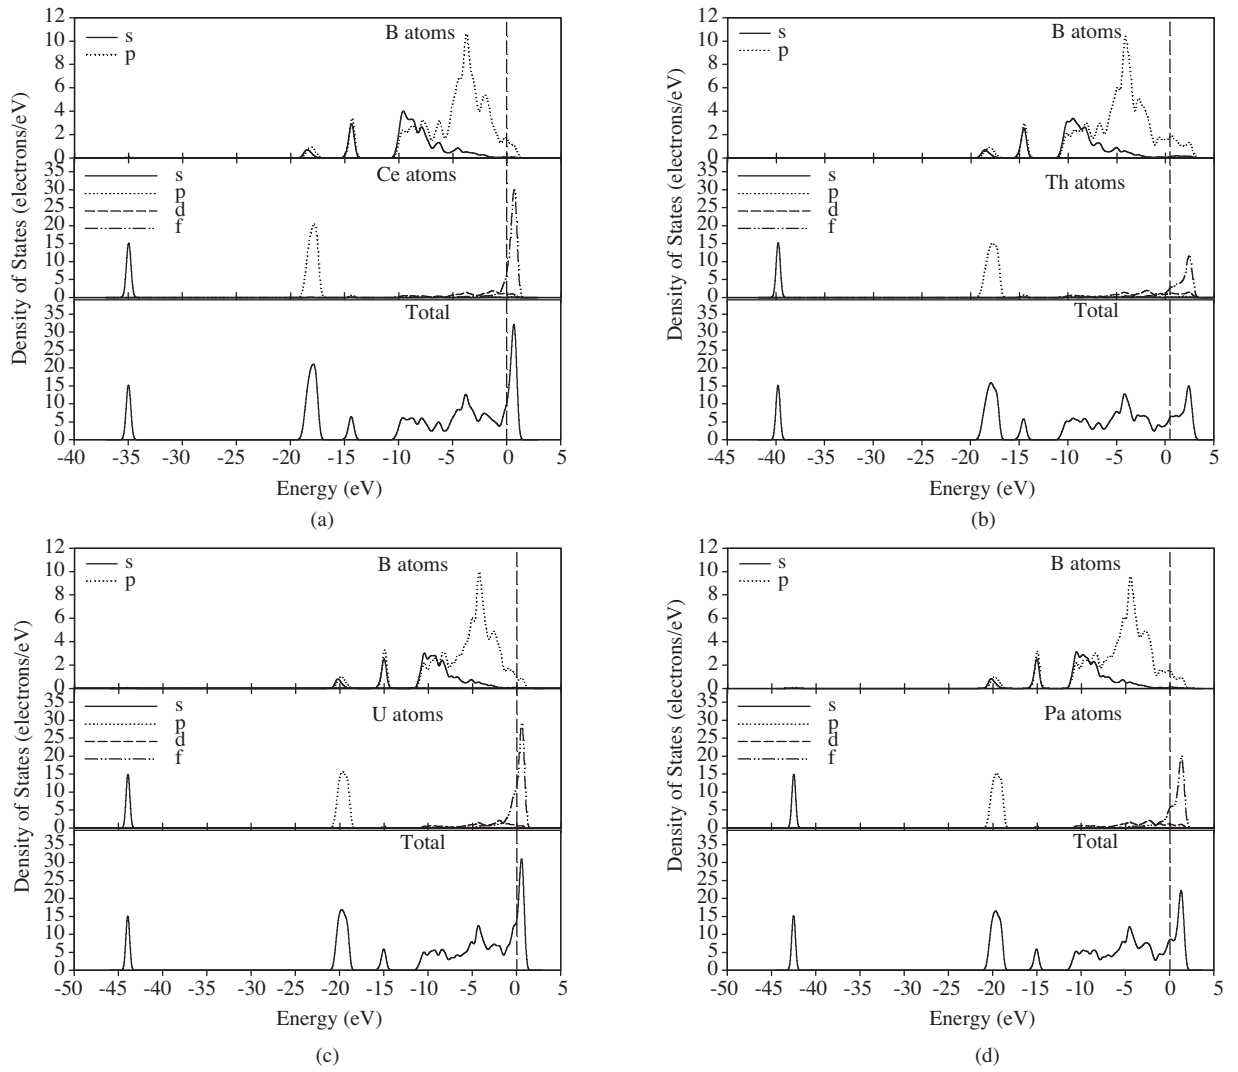 12
10
8
6
4
2
0
s
p
B atoms
35
30
25
20
15
10
5
0
s
p
d
f
Ce atoms
35
30
25
20
15
10
5
0
Total
-40 -35 -30 -25 -20 -15 -10 -5 0 5
Density of States (electrons/eV)
Energy (eV)
(a)
12
10
8
6
4
2
0
s
p
B atoms
35
30
25
20
15
10
5
0
s
p
d
f
Th atoms
35
30
25
20
15
10
5
0
Total
-45 -40 -35 -30 -25 -20 -15 -10 -5 0 5
Density of States (electrons/eV)
Energy (eV)
(b)
12
10
8
6
4
2
0
s
p
B atoms
35
30
25
20
15
10
5
0
s
p
d
f
U atoms
35
30
25
20
15
10
5
0
Total
-50 -45 -40 -35 -30 -25 -20 -15 -10 -5 0 5
Density of States (electrons/eV)
Energy (eV)
(c)
12
10
8
6
4
2
0
s
p
B atoms
35
30
25
20
15
10
5
0
s
p
d
f
Pa atoms
35
30
25
20
15
10
5
0
Total
-50 -45 -40 -35 -30 -25 -20 -15 -10 -5 0 5
Density of States (electrons/eV)
Energy (eV)
(d)